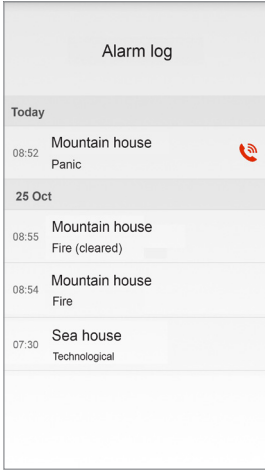 Alarm log
Today
08:52
Mountain house
Panic
25 Oct
08:55
Mountain house
Fire (cleared)
08:54
Mountain house
Fire
07:30
Sea house
Technological